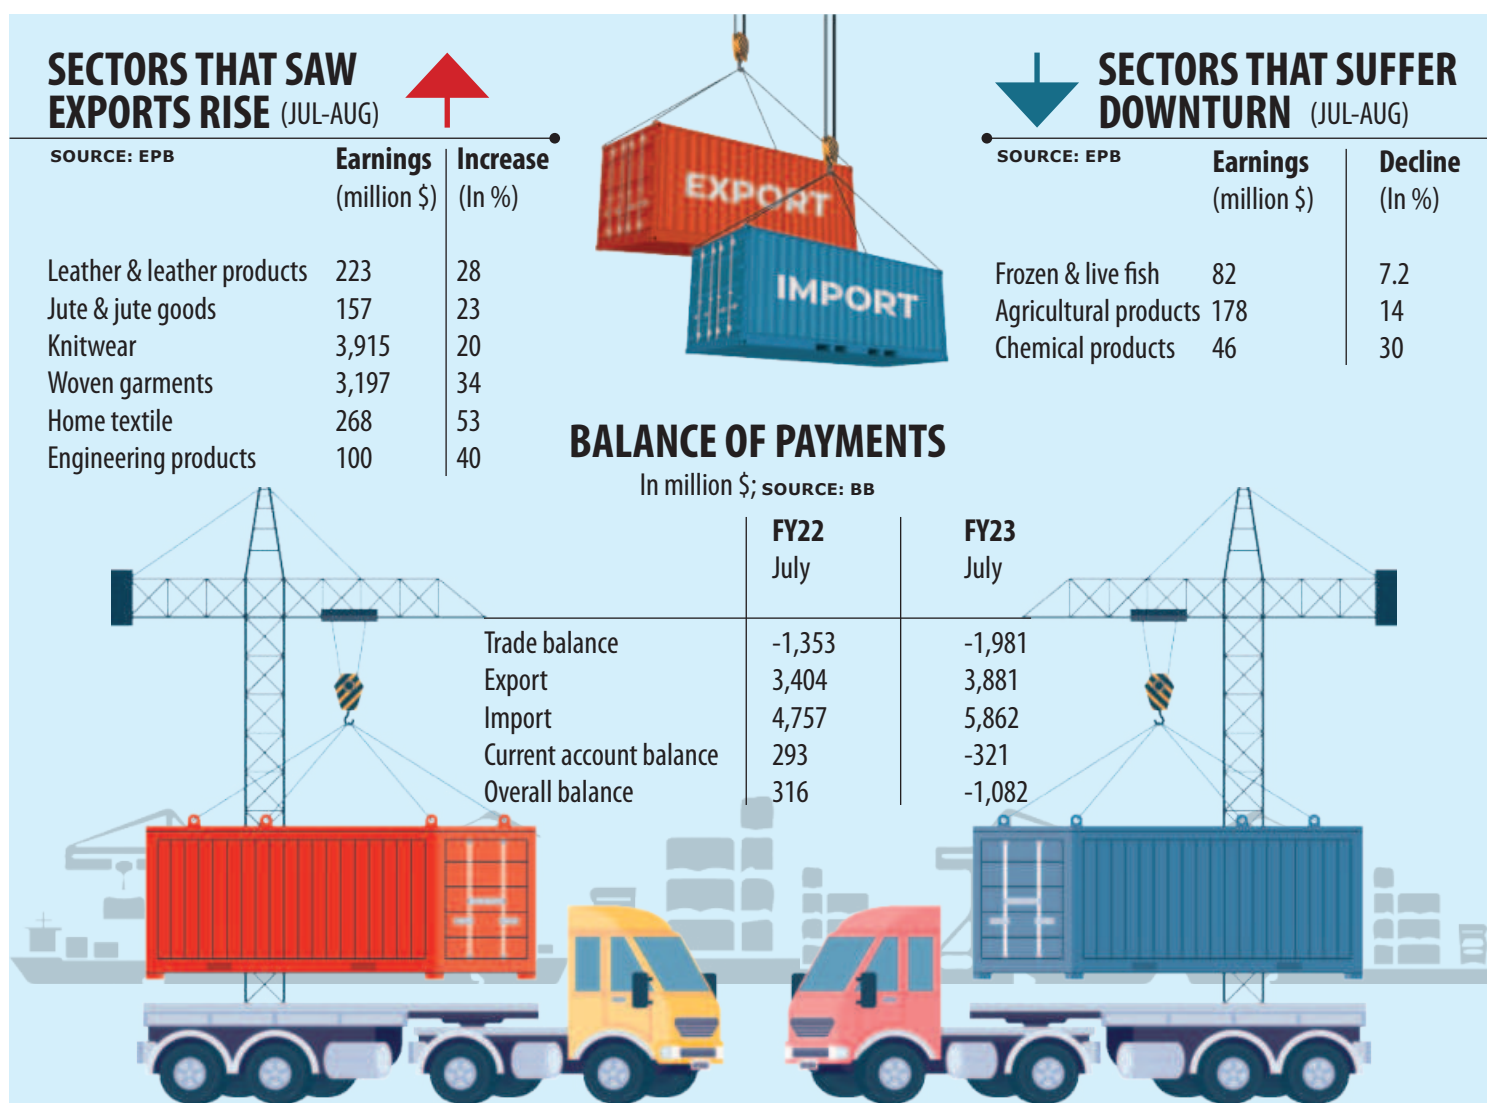 SECTORS THAT SAW
EXPORTS RISE (JUL-AUG)
SOURCE: EPB
Earnings Increase
(million $) (In %)
Leather & leather products 223 28
Jute & jute goods 157 23
Knitwear 3,915 20
Woven garments 3,197 34
Home textile 268 53
Engineering products 100 40
EXPORT
IMPORT
SECTORS THAT SUFFER
DOWNTURN (JUL-AUG)
SOURCE: EPB
Earnings Decline
(million $) (In %)
Frozen & live fish 82 7.2
Agricultural products 178 14
Chemical products 46 30
BALANCE OF PAYMENTS
In million $; SOURCE: BB
FY22 FY23
July July
Trade balance -1,353 -1,981
Export 3,404 3,881
Import 4,757 5,862
Current account balance 293 -321
Overall balance 316 -1,082